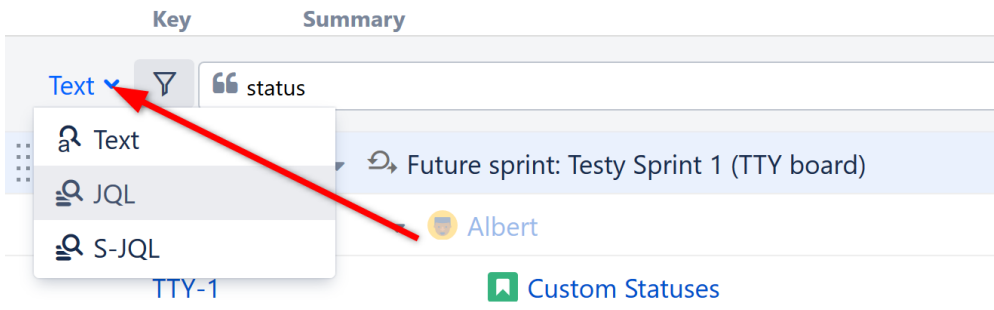 Key Summary
Text status
Text
Future sprint: Testy Sprint 1 (TTY board)
JQL
Albert
S-JQL
TTY-1 Custom Statuses